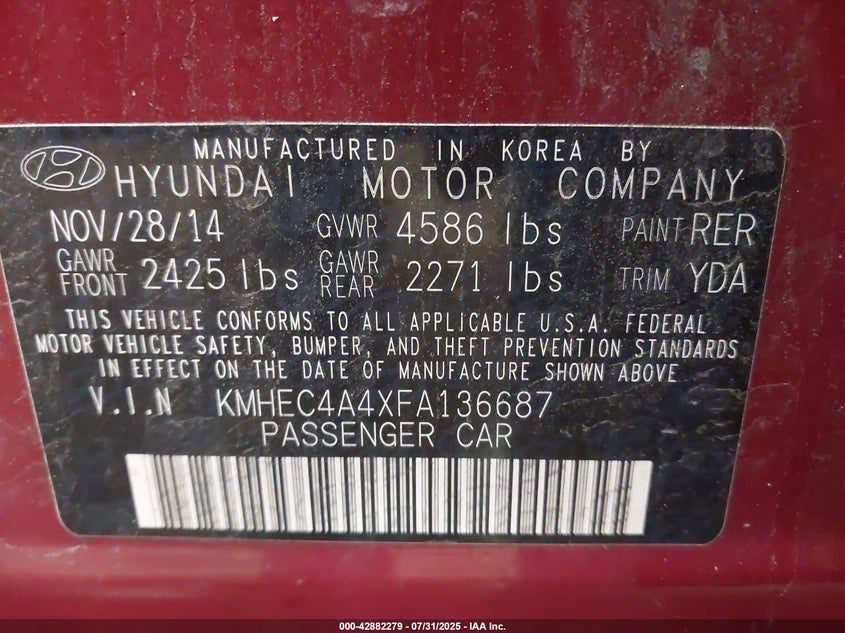 MANUFACTURED IN KOREA BY
HYUNDAI MOTOR COMPANY
NOV/28/14 GVWR 4586 lbs PAINT RER
GAWR FRONT 2425 lbs GAWR REAR 2271 lbs TRIM YDA
THIS VEHICLE CONFORMS TO ALL APPLICABLE U.S.A. FEDERAL
MOTOR VEHICLE SAFETY, BUMPER, AND THEFT PREVENTION STANDARDS
IN EFFECT ON THE DATE OF MANUFACTURE SHOWN ABOVE
V.I.N KMHEC4A4XFA136687
PASSENGER CAR
000-42882279 - 07/31/2025 - IAA Inc.